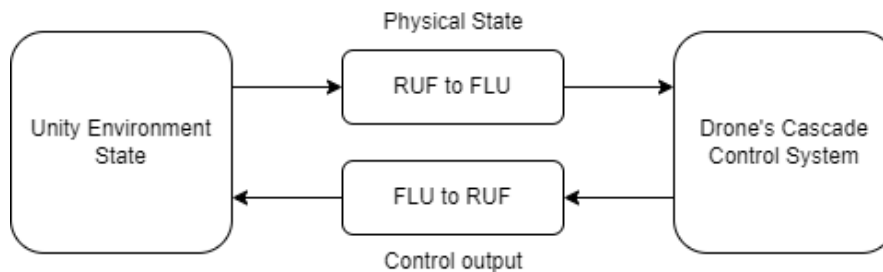 Physical State
Unity Environment
State
RUF to FLU
Drone's Cascade
Control System
FLU to RUF
Control output